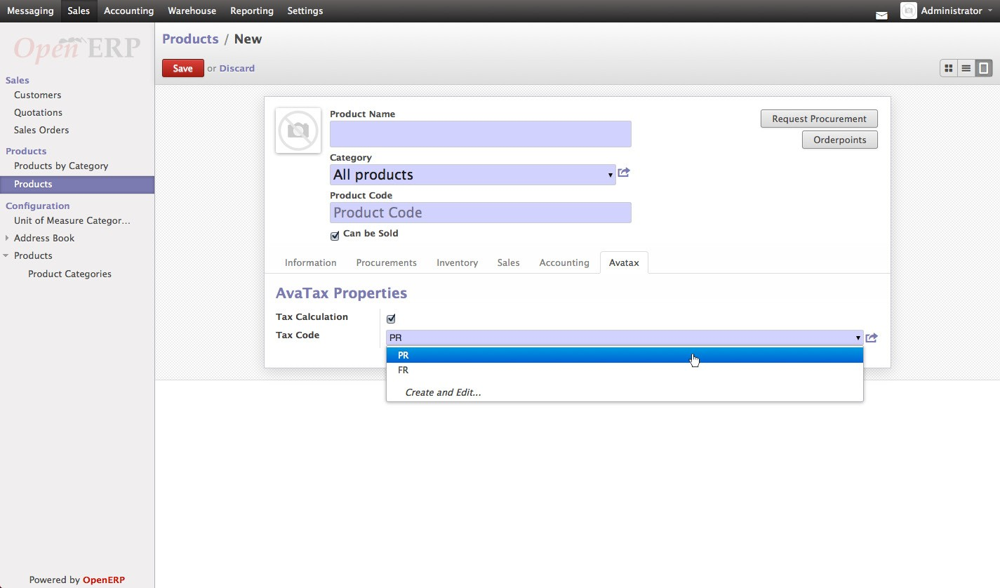 Messaging Sales Accounting Warehouse Reporting Settings Administrator
Open ERP
Products / New
Save or Discard
Sales
Customers
Quotations
Sales Orders
Products
Products by Category
Products
Configuration
Unit of Measure Categor...
Address Book
Products
Product Categories
Powered by OpenERP
Product Name
Request Procurement
Orderpoints
Category
All products
Product Code
Product Code
Can be Sold
Information Procurements Inventory Sales Accounting Avatax
AvaTax Properties
Tax Calculation
Tax Code PR
PR
FR
Create and Edit...